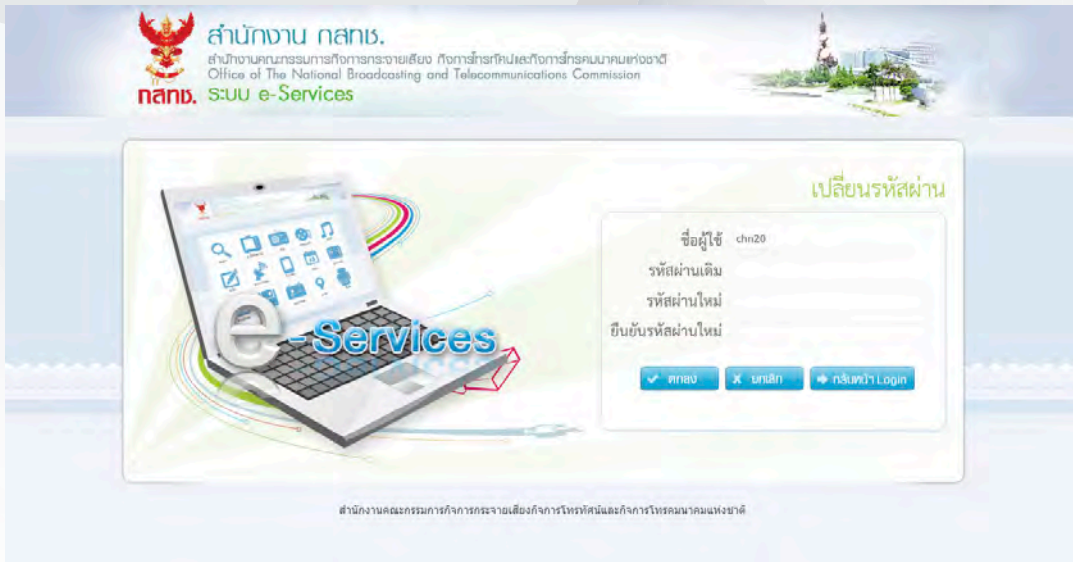 สำนักงาน กสทช.
สำนักงานคณะกรรมการกิจการกระจายเสียง กิจการโทรทัศน์และกิจการโทรคมนาคมแห่งชาติ
Office of The National Broadcasting and Telecommunications Commission
กสทช. ระบบ e-Services
เปลี่ยนรหัสผ่าน
ชื่อผู้ใช้ chn20
รหัสผ่านเดิม
รหัสผ่านใหม่
ยืนยันรหัสผ่านใหม่
e-Services
ตกลง ยกเลิก กลับหน้า Login
สำนักงานคณะกรรมการกิจการกระจายเสียงกิจการโทรทัศน์และกิจการโทรคมนาคมแห่งชาติ